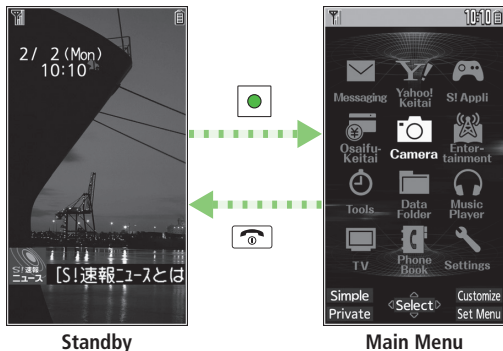 2/ 2(Mon)
10:10
S!速報
ニュース
[S!速報ニュースとは
Standby
10:10
Messaging
Yahoo!
Keitai
S! Appli
Osaifu-
Keitai
Camera
Enter-
tainment
Tools
Data
Folder
Music
Player
TV
Phone
Book
Settings
Simple
Select
Customize
Private
Set Menu
Main Menu